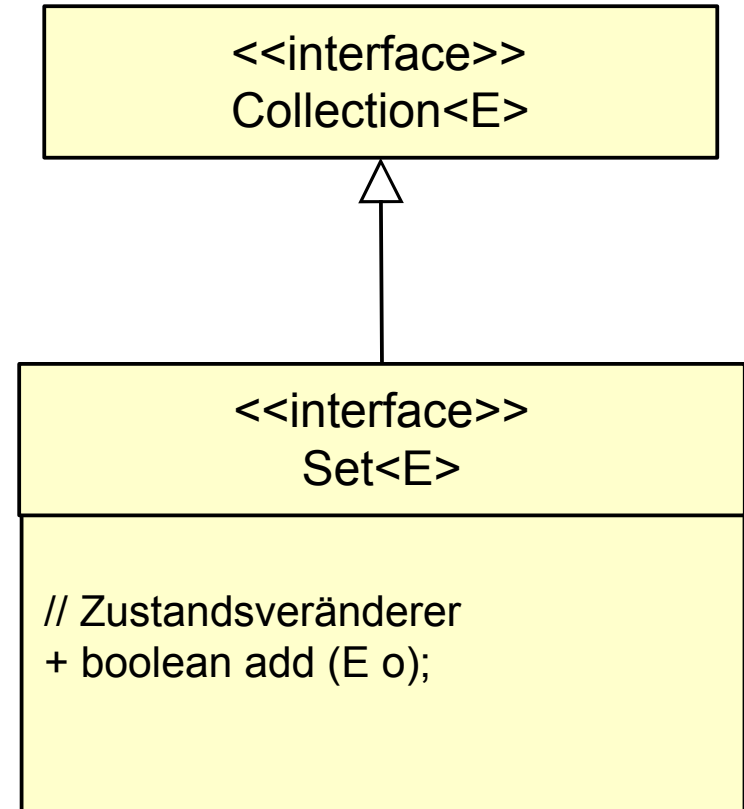 <<interface>>
Collection<E>
<<interface>>
Set<E>
// Zustandsveränderer
+ boolean add (E o);